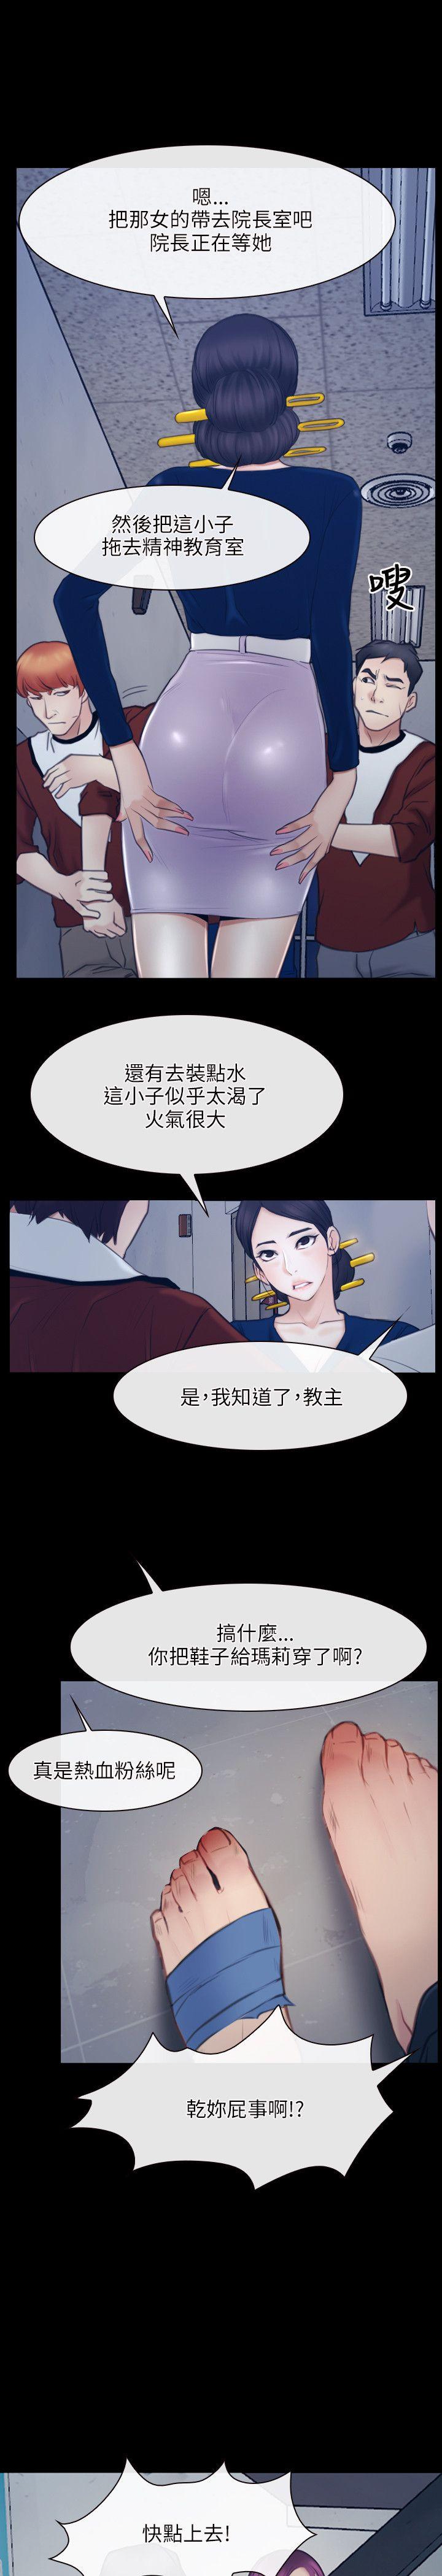 嗯…
把那女的帶去院長室吧
院長正在等她
然後把這小子
拖去精神教育室
嗖
還有去裝點水
這小子似乎太渴了
火氣很大
是,我知道了,教主
搞什麼…
你把鞋子給瑪莉穿了啊?
真是熱血粉絲呢
乾妳屁事啊!?
快點上去!